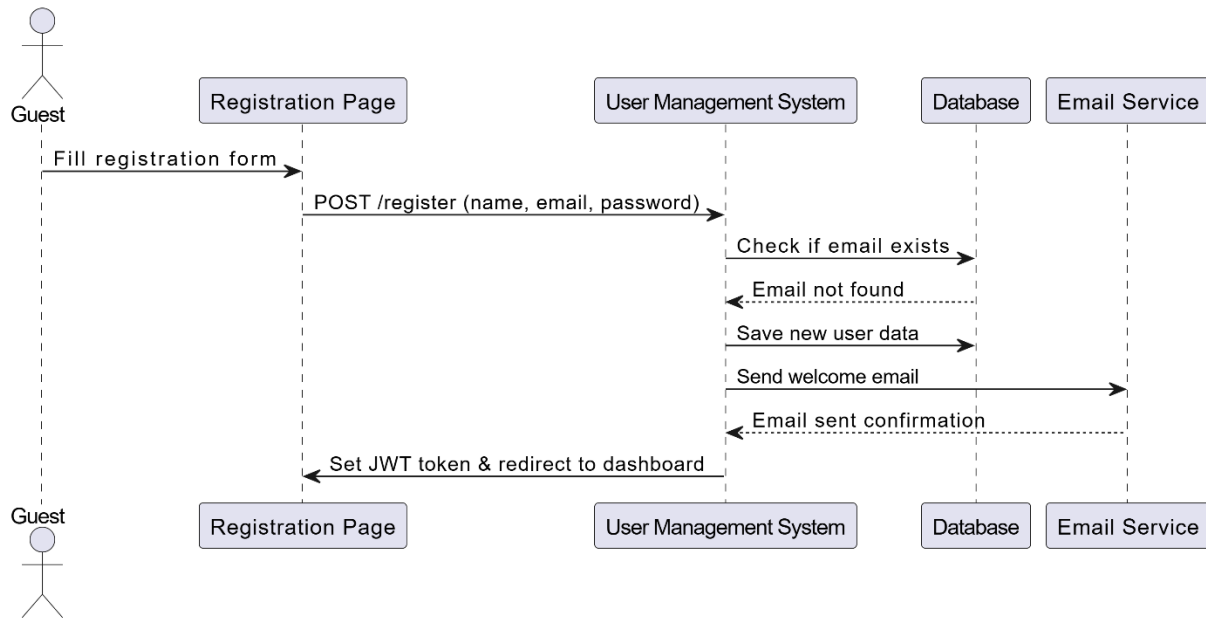 Guest
Registration Page
User Management System
Database
Email Service
Fill registration form
POST /register (name, email, password)
Check if email exists
Email not found
Save new user data
Send welcome email
Email sent confirmation
Set JWT token & redirect to dashboard
Guest
Registration Page
User Management System
Database
Email Service